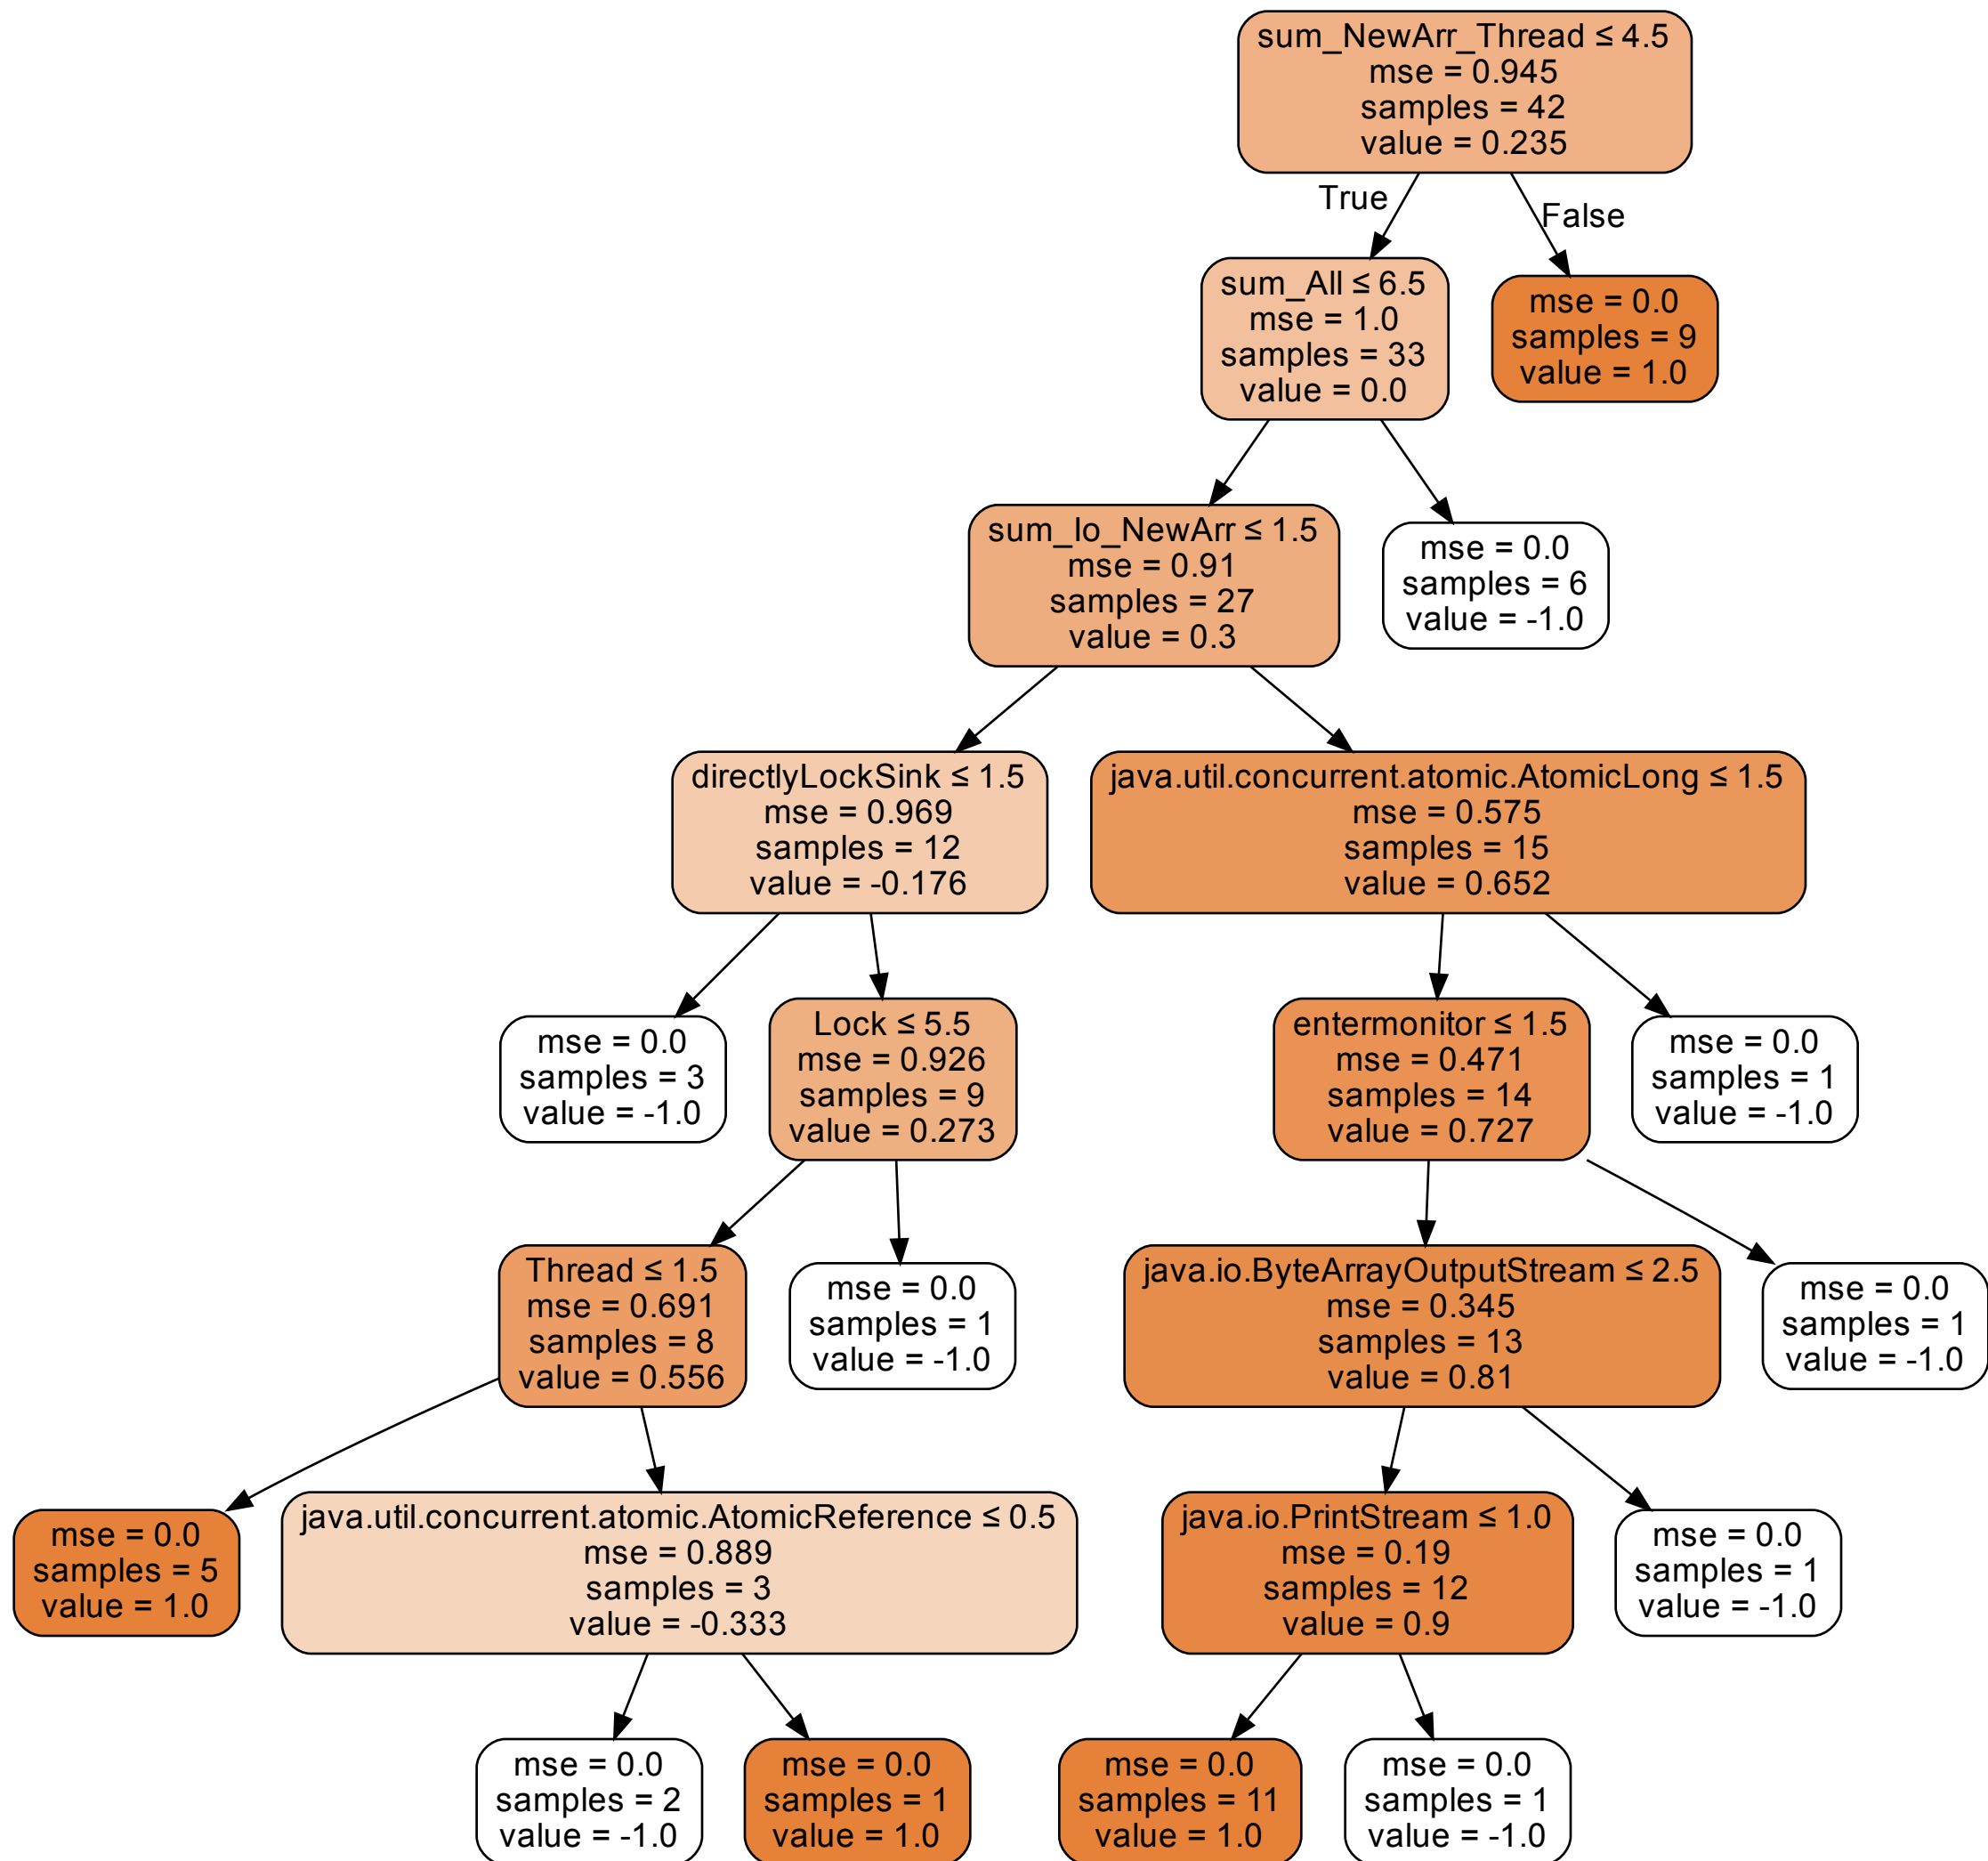 sum_NewArr_Thread ≤ 4.5
mse = 0.945
samples = 42
value = 0.235
True
False
sum_All ≤ 6.5
mse = 1.0
samples = 33
value = 0.0
mse = 0.0
samples = 9
value = 1.0
sum_Io_NewArr ≤ 1.5
mse = 0.91
samples = 27
value = 0.3
mse = 0.0
samples = 6
value = -1.0
directlyLockSink ≤ 1.5
mse = 0.969
samples = 12
value = -0.176
java.util.concurrent.atomic.AtomicLong ≤ 1.5
mse = 0.575
samples = 15
value = 0.652
mse = 0.0
samples = 3
value = -1.0
Lock ≤ 5.5
mse = 0.926
samples = 9
value = 0.273
entermonitor ≤ 1.5
mse = 0.471
samples = 14
value = 0.727
mse = 0.0
samples = 1
value = -1.0
Thread ≤ 1.5
mse = 0.691
samples = 8
value = 0.556
mse = 0.0
samples = 1
value = -1.0
java.io.ByteArrayOutputStream ≤ 2.5
mse = 0.345
samples = 13
value = 0.81
mse = 0.0
samples = 1
value = -1.0
mse = 0.0
samples = 5
value = 1.0
java.util.concurrent.atomic.AtomicReference ≤ 0.5
mse = 0.889
samples = 3
value = -0.333
java.io.PrintStream ≤ 1.0
mse = 0.19
samples = 12
value = 0.9
mse = 0.0
samples = 1
value = -1.0
mse = 0.0
samples = 2
value = -1.0
mse = 0.0
samples = 1
value = 1.0
mse = 0.0
samples = 11
value = 1.0
mse = 0.0
samples = 1
value = -1.0